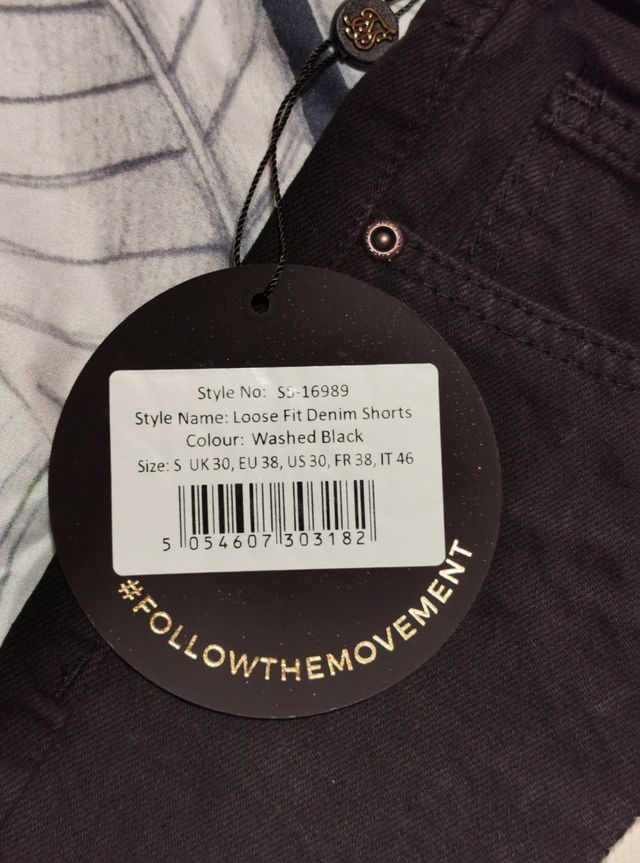 Style No: SS-16989
Style Name: Loose Fit Denim Shorts
Colour: Washed Black
Size: S UK 30, EU 38, US 30, FR 38, IT 46
5 054607 303182
#FOLLOWTHEMOVEMENT